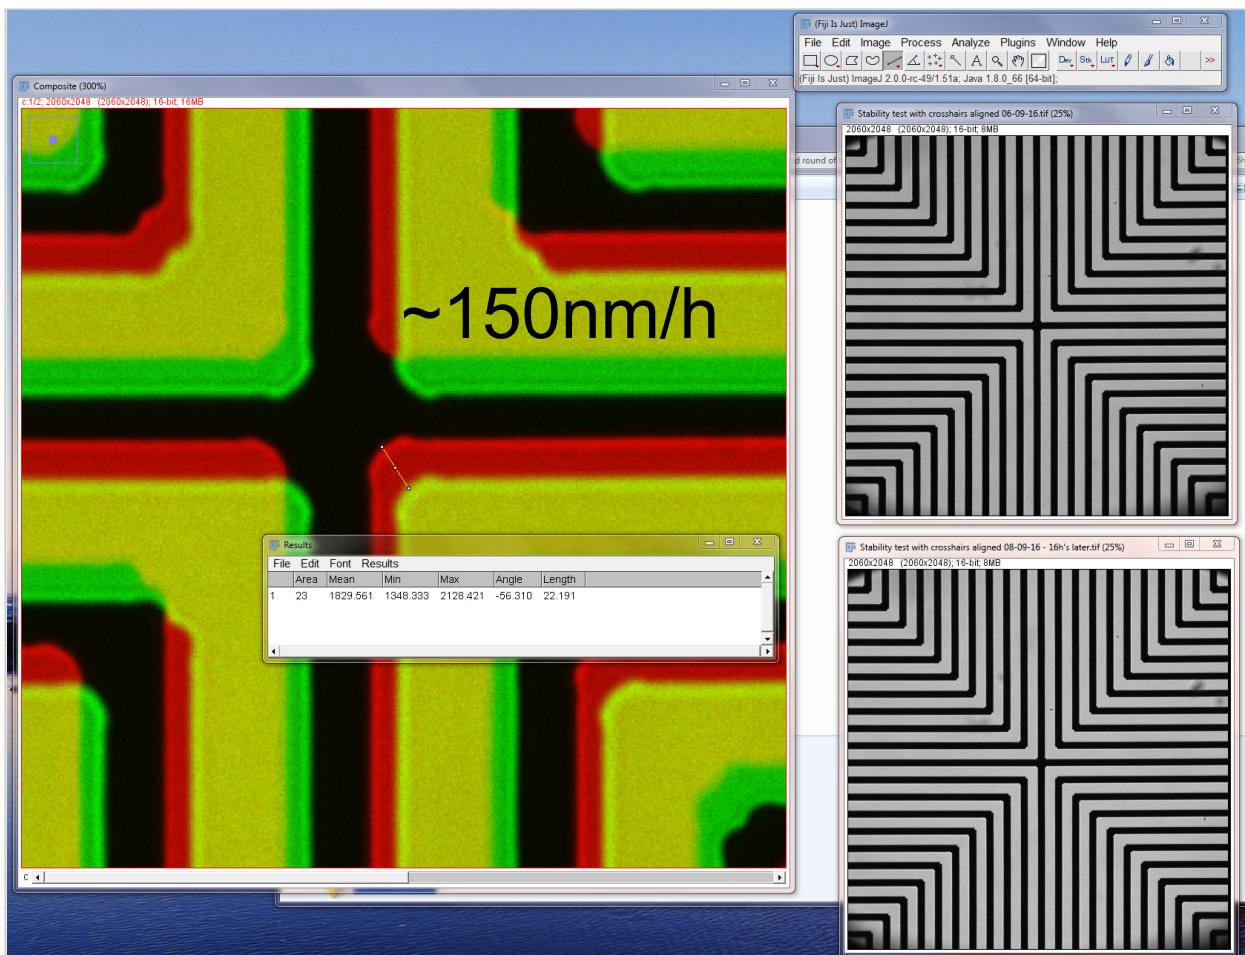 (Fiji Is Just) ImageJ
File Edit Image Process Analyze Plugins Window Help
Dev Stk LUT >>
(Fiji Is Just) ImageJ 2.0.0-rc-49/1.51a; Java 1.8.0_66 [64-bit];
Composite (300%)
c:1/2; 2060x2048 (2060x2048); 16-bit; 16MB
~150nm/h
Results
File Edit Font Results
Area Mean Min Max Angle Length
1 23 1829.561 1348.333 2128.421 -56.310 22.191
c
Stability test with crosshairs aligned 06-09-16.tif (25%)
2060x2048 (2060x2048); 16-bit; 8MB
d round of
Stability test with crosshairs aligned 08-09-16 - 16h's later.tif (25%)
2060x2048 (2060x2048); 16-bit; 8MB